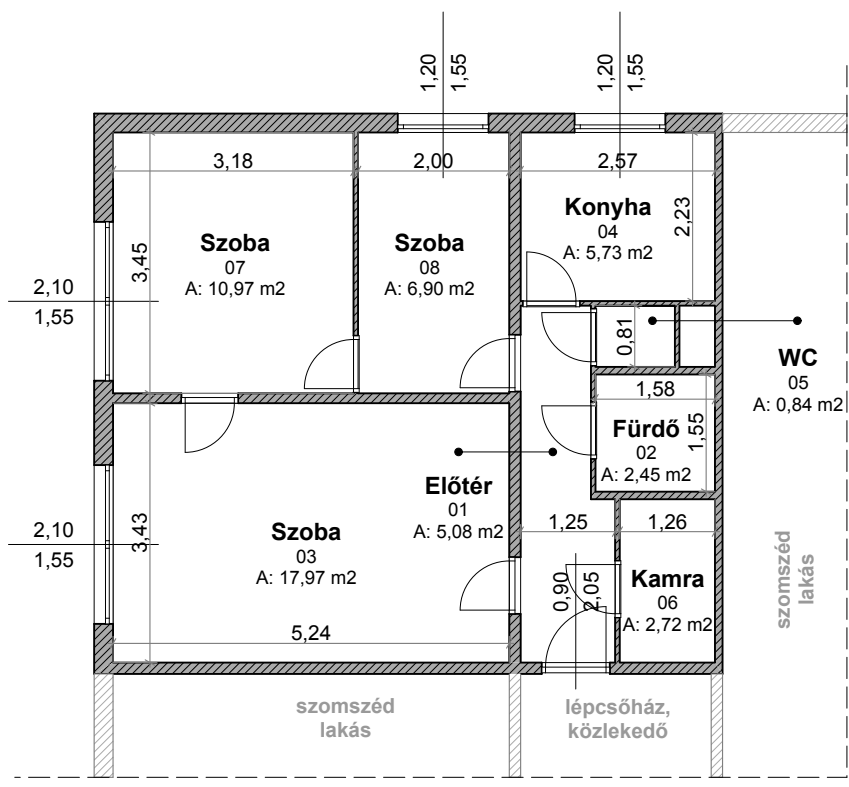 1,20
1,55
1,20
1,55
3,18
2,00
2,57
2,23
3,45
Szoba
07
A: 10,97 m2
Szoba
08
A: 6,90 m2
Konyha
04
A: 5,73 m2
2,10
1,55
0,81
WC
05
A: 0,84 m2
1,58
1,55
Fürdő
02
A: 2,45 m2
Előtér
01
A: 5,08 m2
3,43
2,10
1,55
Szoba
03
A: 17,97 m2
1,25
1,26
0,90
2,05
Kamra
06
A: 2,72 m2
5,24
szomszéd
lakás
szomszéd
lakás
lépcsőház,
közlekedő